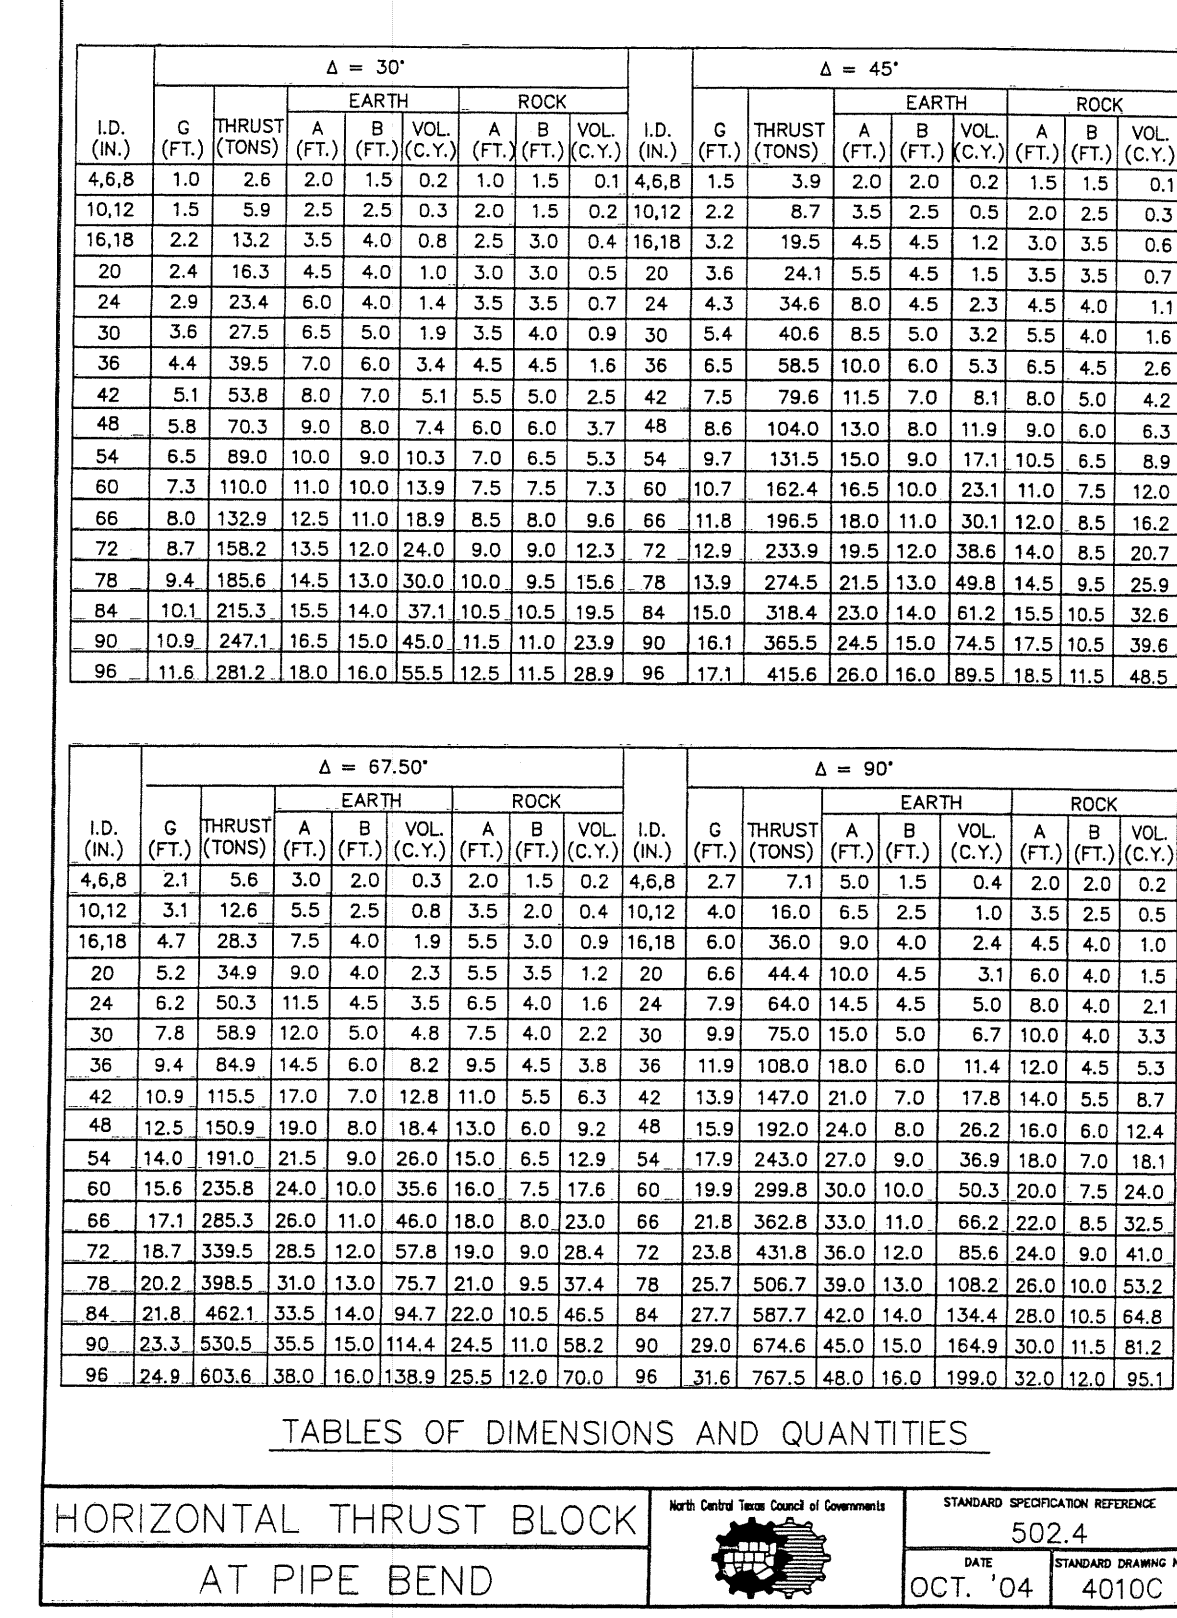 Δ = 30° Δ = 45°
EARTH ROCK EARTH ROCK
I.D. G THRUST A B VOL. A B VOL. I.D. G THRUST A B VOL. A B VOL.
(IN.) (FT.) (TONS) (FT.) (FT.) (C.Y.) (FT.) (FT.) (C.Y.) (IN.) (FT.) (TONS) (FT.) (FT.) (C.Y.) (FT.) (FT.) (C.Y.)
4,6,8 1.0 2.6 2.0 1.5 0.2 1.0 1.5 0.1 4,6,8 1.5 3.9 2.0 2.0 0.2 1.5 1.5 0.1
10,12 1.5 5.9 2.5 2.5 0.3 2.0 1.5 0.2 10,12 2.2 8.7 3.5 2.5 0.5 2.0 2.5 0.3
16,18 2.2 13.2 3.5 4.0 0.8 2.5 3.0 0.4 16,18 3.2 19.5 4.5 4.5 1.2 3.0 3.5 0.6
20 2.4 16.3 4.5 4.0 1.0 3.0 3.0 0.5 20 3.6 24.1 5.5 4.5 1.5 3.5 3.5 0.7
24 2.9 23.4 6.0 4.0 1.4 3.5 3.5 0.7 24 4.3 34.6 8.0 4.5 2.3 4.5 4.0 1.1
30 3.6 27.5 6.5 5.0 1.9 3.5 4.0 0.9 30 5.4 40.6 8.5 5.0 3.2 5.5 4.0 1.6
36 4.4 39.5 7.0 6.0 3.4 4.5 4.5 1.6 36 6.5 58.5 10.0 6.0 5.3 6.5 4.5 2.6
42 5.1 53.8 8.0 7.0 5.1 5.5 5.0 2.5 42 7.5 79.6 11.5 7.0 8.1 8.0 5.0 4.2
48 5.8 70.3 9.0 8.0 7.4 6.0 6.0 3.7 48 8.6 104.0 13.0 8.0 11.9 9.0 6.0 6.3
54 6.5 89.0 10.0 9.0 10.3 7.0 6.5 5.3 54 9.7 131.5 15.0 9.0 17.1 10.5 6.5 8.9
60 7.3 110.0 11.0 10.0 13.9 7.5 7.5 7.3 60 10.7 162.4 16.5 10.0 23.1 11.0 7.5 12.0
66 8.0 132.9 12.5 11.0 18.9 8.5 8.0 9.6 66 11.8 196.5 18.0 11.0 30.1 12.0 8.5 16.2
72 8.7 158.2 13.5 12.0 24.0 9.0 9.0 12.3 72 12.9 233.9 19.5 12.0 38.6 14.0 8.5 20.7
78 9.4 185.6 14.5 13.0 30.0 10.0 9.5 15.6 78 13.9 274.5 21.5 13.0 49.8 14.5 9.5 25.9
84 10.1 215.3 15.5 14.0 37.1 10.5 10.5 19.5 84 15.0 318.4 23.0 14.0 61.2 15.5 10.5 32.6
90 10.9 247.1 16.5 15.0 45.0 11.5 11.0 23.9 90 16.1 365.5 24.5 15.0 74.5 17.5 10.5 39.6
96 11.6 281.2 18.0 16.0 55.5 12.5 11.5 28.9 96 17.1 415.6 26.0 16.0 89.5 18.5 11.5 48.5
Δ = 67.50° Δ = 90°
EARTH ROCK EARTH ROCK
I.D. G THRUST A B VOL. A B VOL. I.D. G THRUST A B VOL. A B VOL.
(IN.) (FT.) (TONS) (FT.) (FT.) (C.Y.) (FT.) (FT.) (C.Y.) (IN.) (FT.) (TONS) (FT.) (FT.) (C.Y.) (FT.) (FT.) (C.Y.)
4,6,8 2.1 5.6 3.0 2.0 0.3 2.0 1.5 0.2 4,6,8 2.7 7.1 5.0 1.5 0.4 2.0 2.0 0.2
10,12 3.1 12.6 5.5 2.5 0.8 3.5 2.0 0.4 10,12 4.0 16.0 6.5 2.5 1.0 3.5 2.5 0.5
16,18 4.7 28.3 7.5 4.0 1.9 5.5 3.0 0.9 16,18 6.0 36.0 9.0 4.0 2.4 4.5 4.0 1.0
20 5.2 34.9 9.0 4.0 2.3 5.5 3.5 1.2 20 6.6 44.4 10.0 4.5 3.1 6.0 4.0 1.5
24 6.2 50.3 11.5 4.5 3.5 6.5 4.0 1.6 24 7.9 64.0 14.5 4.5 5.0 8.0 4.0 2.1
30 7.8 58.9 12.0 5.0 4.8 7.5 4.0 2.2 30 9.9 75.0 15.0 5.0 6.7 10.0 4.0 3.3
36 9.4 84.9 14.5 6.0 8.2 9.5 4.5 3.8 36 11.9 108.0 18.0 6.0 11.4 12.0 4.5 5.3
42 10.9 115.5 17.0 7.0 12.8 11.0 5.5 6.3 42 13.9 147.0 21.0 7.0 17.8 14.0 5.5 8.7
48 12.5 150.9 19.0 8.0 18.4 13.0 6.0 9.2 48 15.9 192.0 24.0 8.0 26.2 16.0 6.0 12.4
54 14.0 191.0 21.5 9.0 26.0 15.0 6.5 12.9 54 17.9 243.0 27.0 9.0 36.9 18.0 7.0 18.1
60 15.6 235.8 24.0 10.0 35.6 16.0 7.5 17.6 60 19.9 299.8 30.0 10.0 50.3 20.0 7.5 24.0
66 17.1 285.3 26.0 11.0 46.0 18.0 8.0 23.0 66 21.8 362.8 33.0 11.0 66.2 22.0 8.5 32.5
72 18.7 339.5 28.5 12.0 57.8 19.0 9.0 28.4 72 23.8 431.8 36.0 12.0 85.6 24.0 9.0 41.0
78 20.2 398.5 31.0 13.0 75.7 21.0 9.5 37.4 78 25.7 506.7 39.0 13.0 108.2 26.0 10.0 53.2
84 21.8 462.1 33.5 14.0 94.7 22.0 10.5 46.5 84 27.7 587.7 42.0 14.0 134.4 28.0 10.5 64.8
90 23.3 530.5 35.5 15.0 114.4 24.5 11.0 58.2 90 29.0 674.6 45.0 15.0 164.9 30.0 11.5 81.2
96 24.9 603.6 38.0 16.0 138.9 25.5 12.0 70.0 96 31.6 767.5 48.0 16.0 199.0 32.0 12.0 95.1
TABLES OF DIMENSIONS AND QUANTITIES
HORIZONTAL THRUST BLOCK
AT PIPE BEND
North Central Texas Council of Governments
STANDARD SPECIFICATION REFERENCE
502.4
DATE
OCT. '04
STANDARD DRAWING
4010C